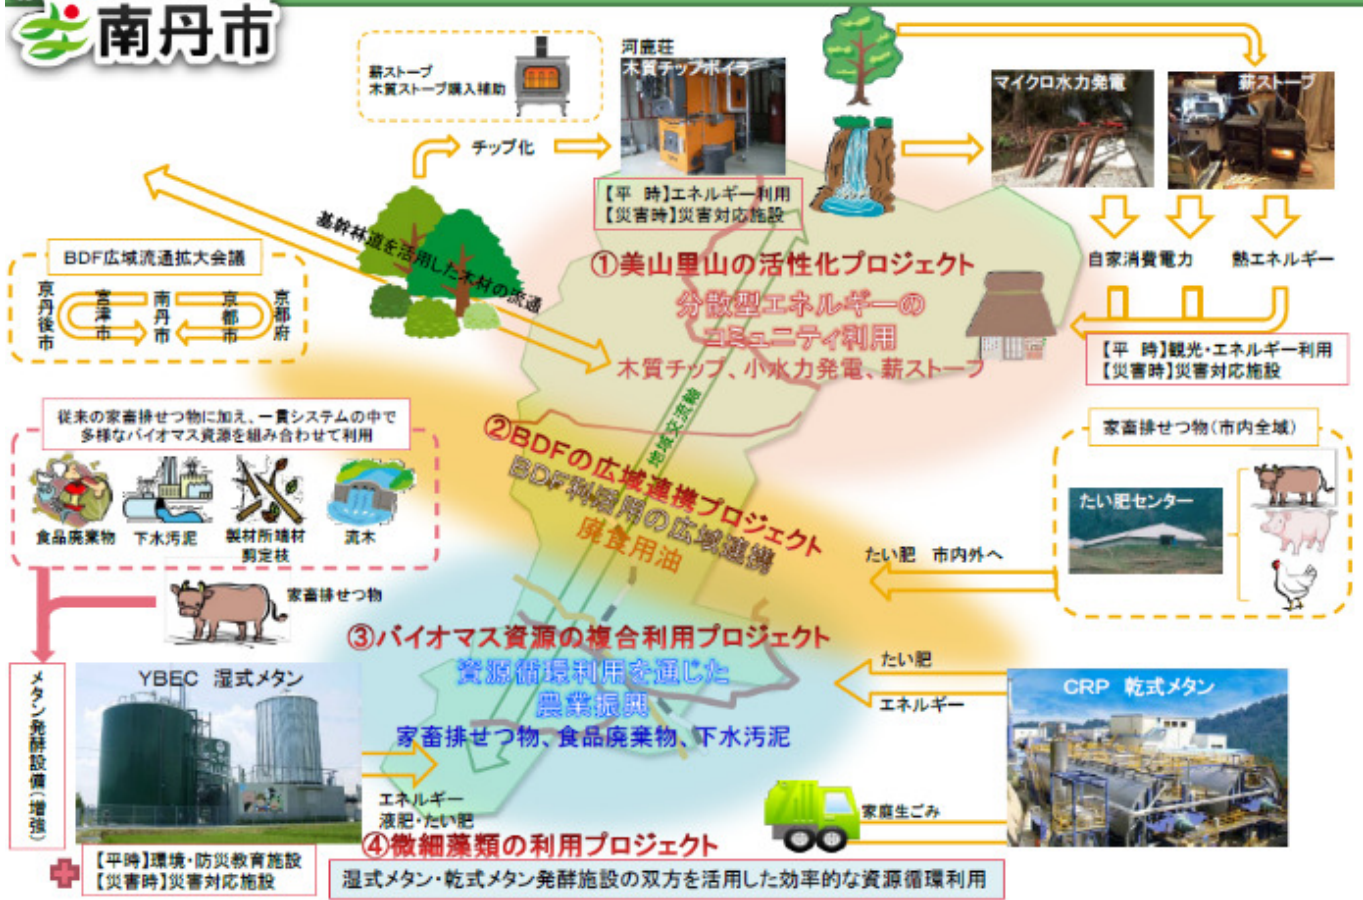 南丹市
薪ストーブ
木質ストーブ購入補助
河鹿荘
木質チップボイラ
マイクロ水力発電
薪ストーブ
チップ化
【平　時】エネルギー利用
【災害時】災害対応施設
基幹林道を活用した木材の流通
自家消費電力
熱エネルギー
BDF広域流通拡大会議
京丹後市
宮津市
南丹市
京都市
京都府
①美山里山の活性化プロジェクト
分散型エネルギーの
コミュニティ利用
木質チップ、小水力発電、薪ストーブ
【平　時】観光・エネルギー利用
【災害時】災害対応施設
地域交流軸
従来の家畜排せつ物に加え、一貫システムの中で
多様なバイオマス資源を組み合わせて利用
食品廃棄物
下水汚泥
製材所端材
剪定枝
流木
家畜排せつ物
②BDFの広域連携プロジェクト
BDF利活用の広域連携
廃食用油
家畜排せつ物(市内全域)
たい肥センター
たい肥　市内外へ
③バイオマス資源の複合利用プロジェクト
資源循環利用を通じた
農業振興
家畜排せつ物、食品廃棄物、下水汚泥
メタン発酵設備(増強)
YBEC　湿式メタン
エネルギー
液肥・たい肥
たい肥
エネルギー
CRP　乾式メタン
家庭生ごみ
【平時】環境・防災教育施設
【災害時】災害対応施設
④微細藻類の利用プロジェクト
湿式メタン・乾式メタン発酵施設の双方を活用した効率的な資源循環利用